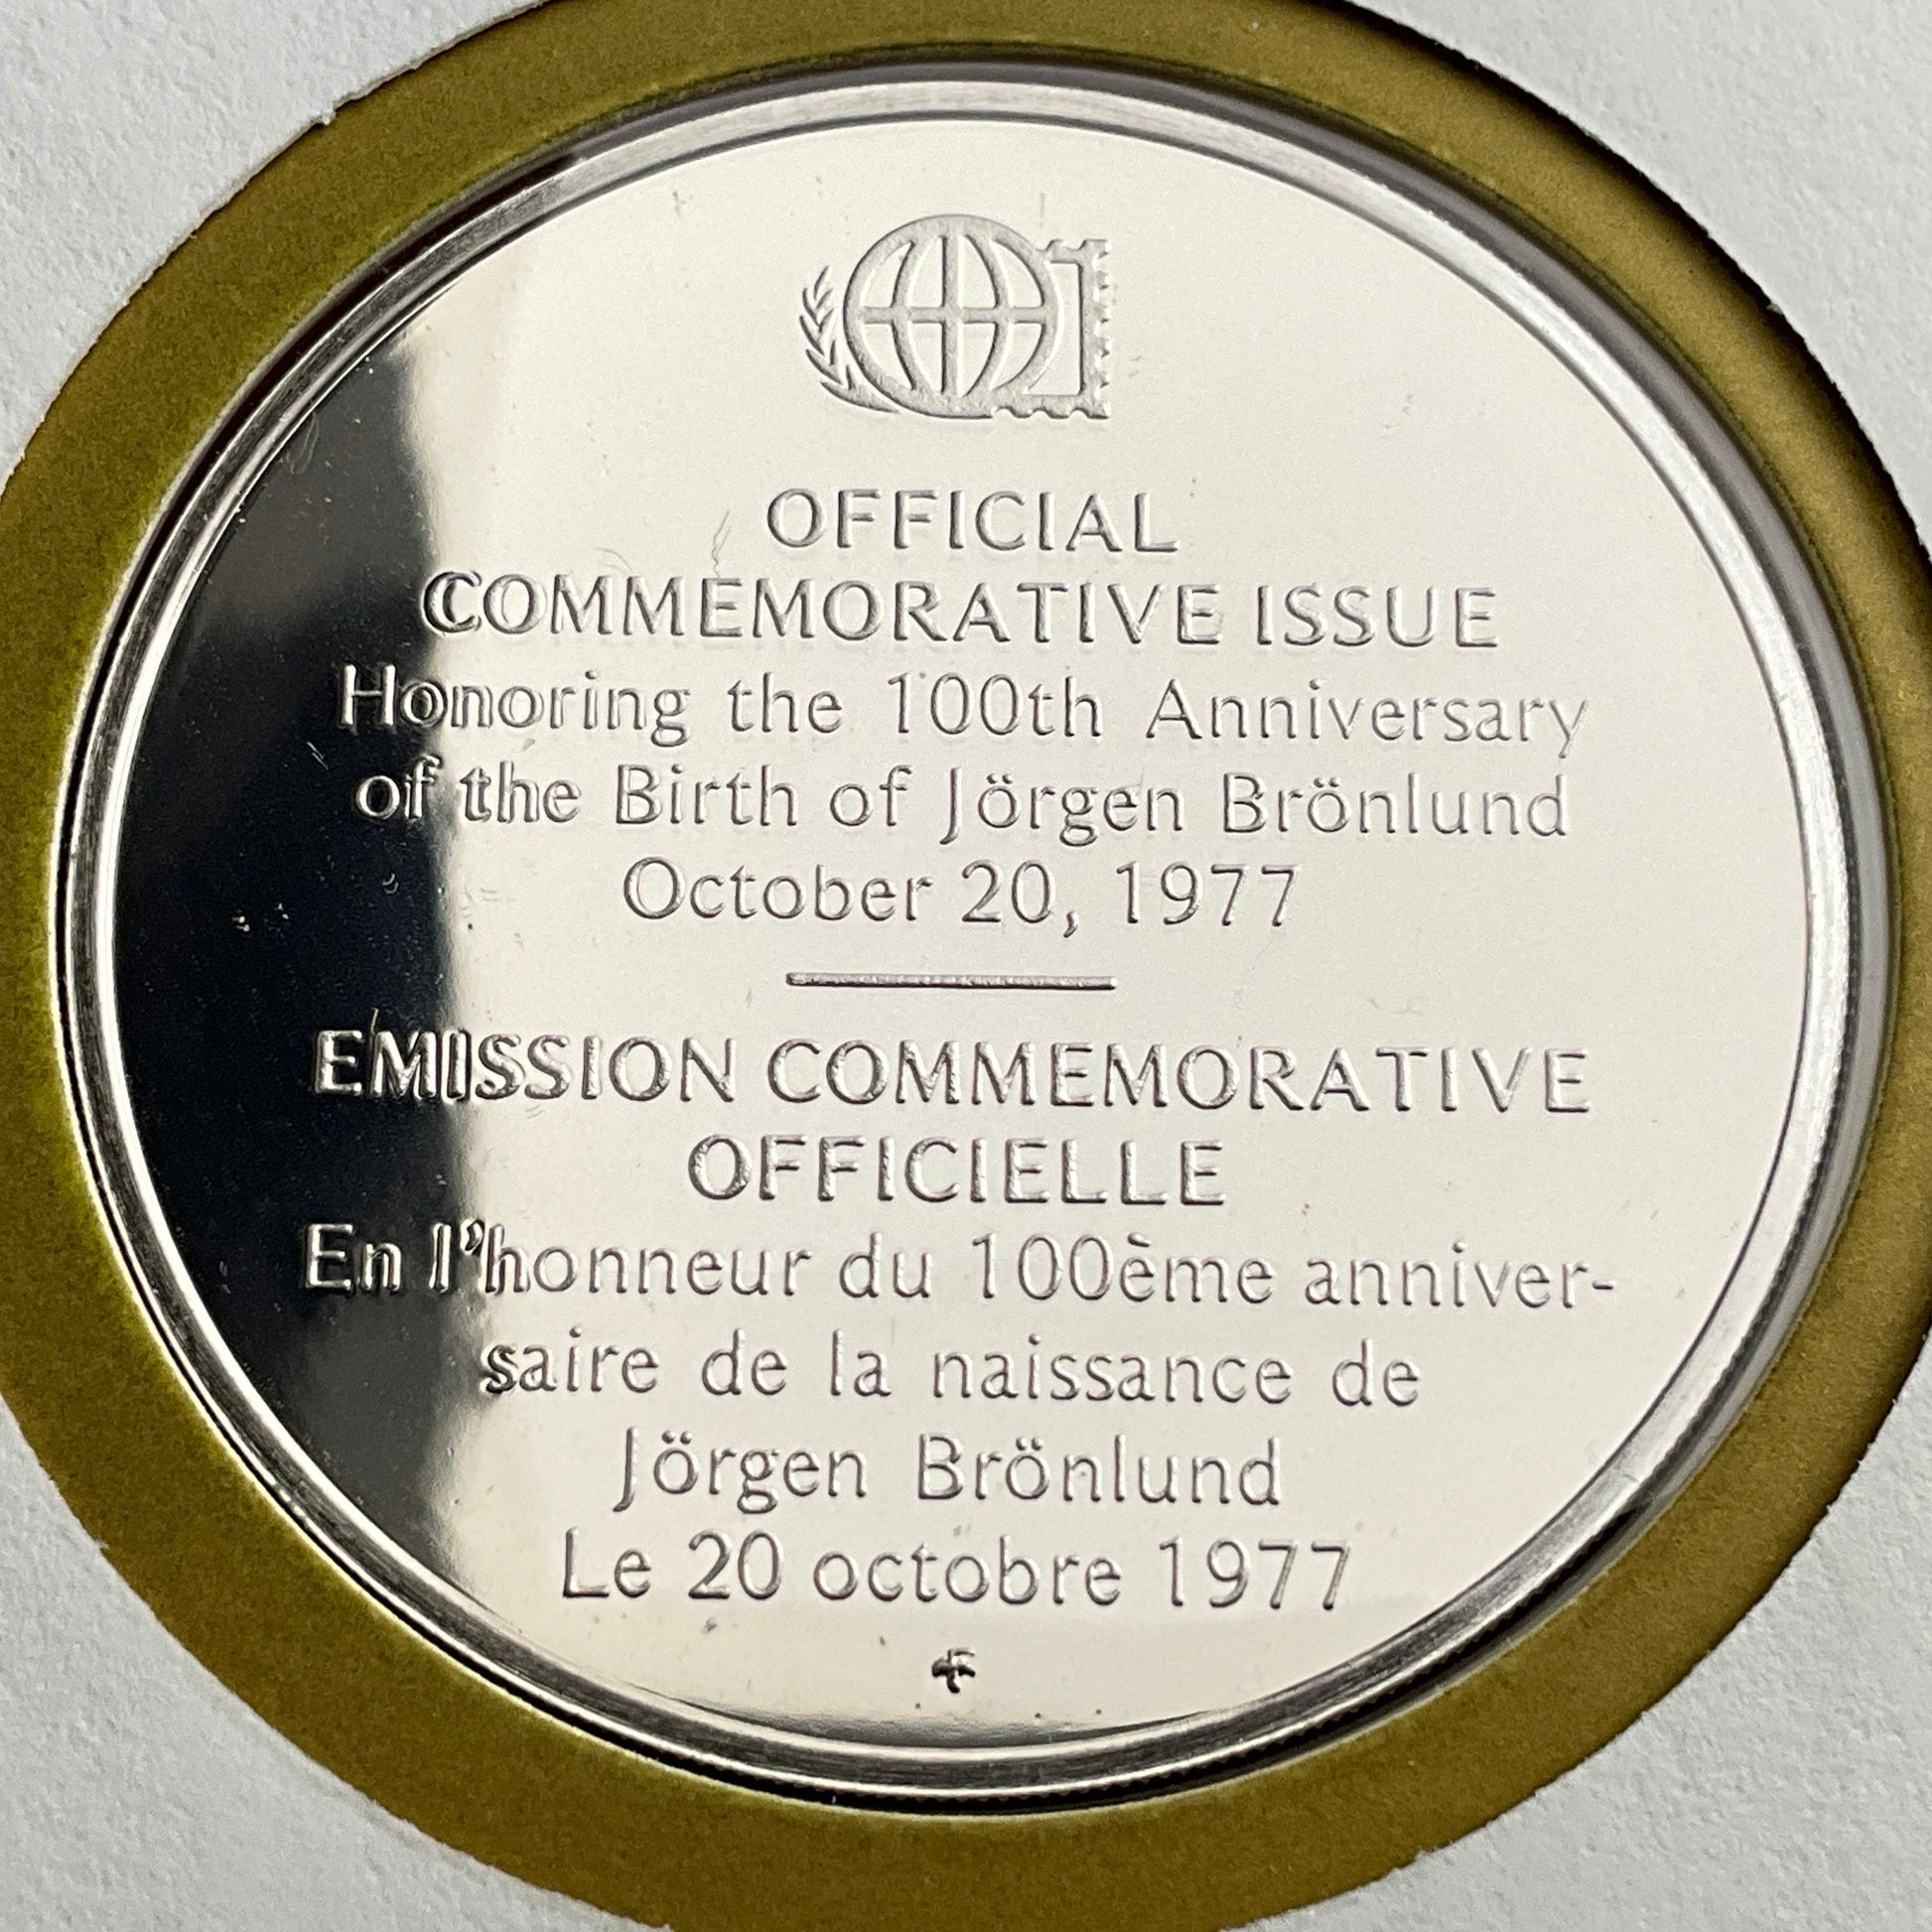 OFFICIAL
COMMEMORATIVE ISSUE
Honoring the 100th Anniversary
of the Birth of Jörgen Brönlund
October 20, 1977
EMISSION COMMEMORATIVE
OFFICIELLE
En l'honneur du 100ème anniver-
saire de la naissance de
Jörgen Brönlund
Le 20 octobre 1977